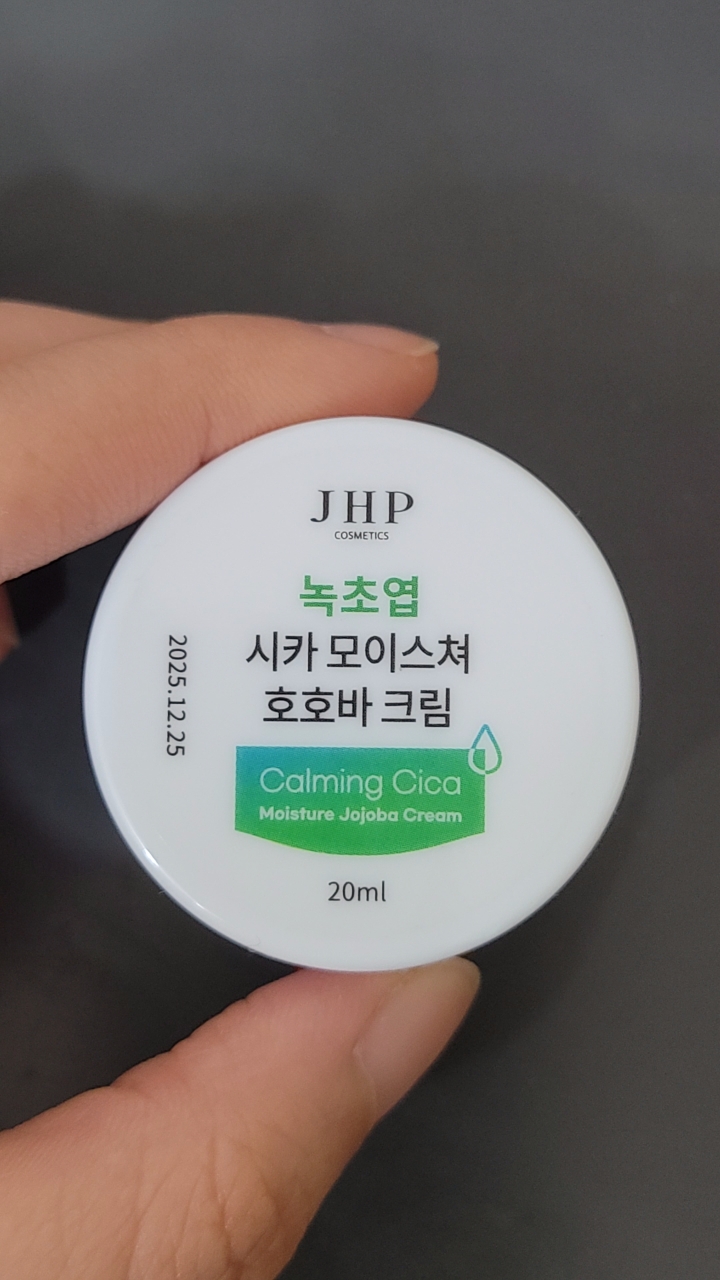 JHP
COSMETICS
녹초엽
시카 모이스쳐
호호바 크림
Calming Cica
Moisture Jojoba Cream
20ml
2025.12.25